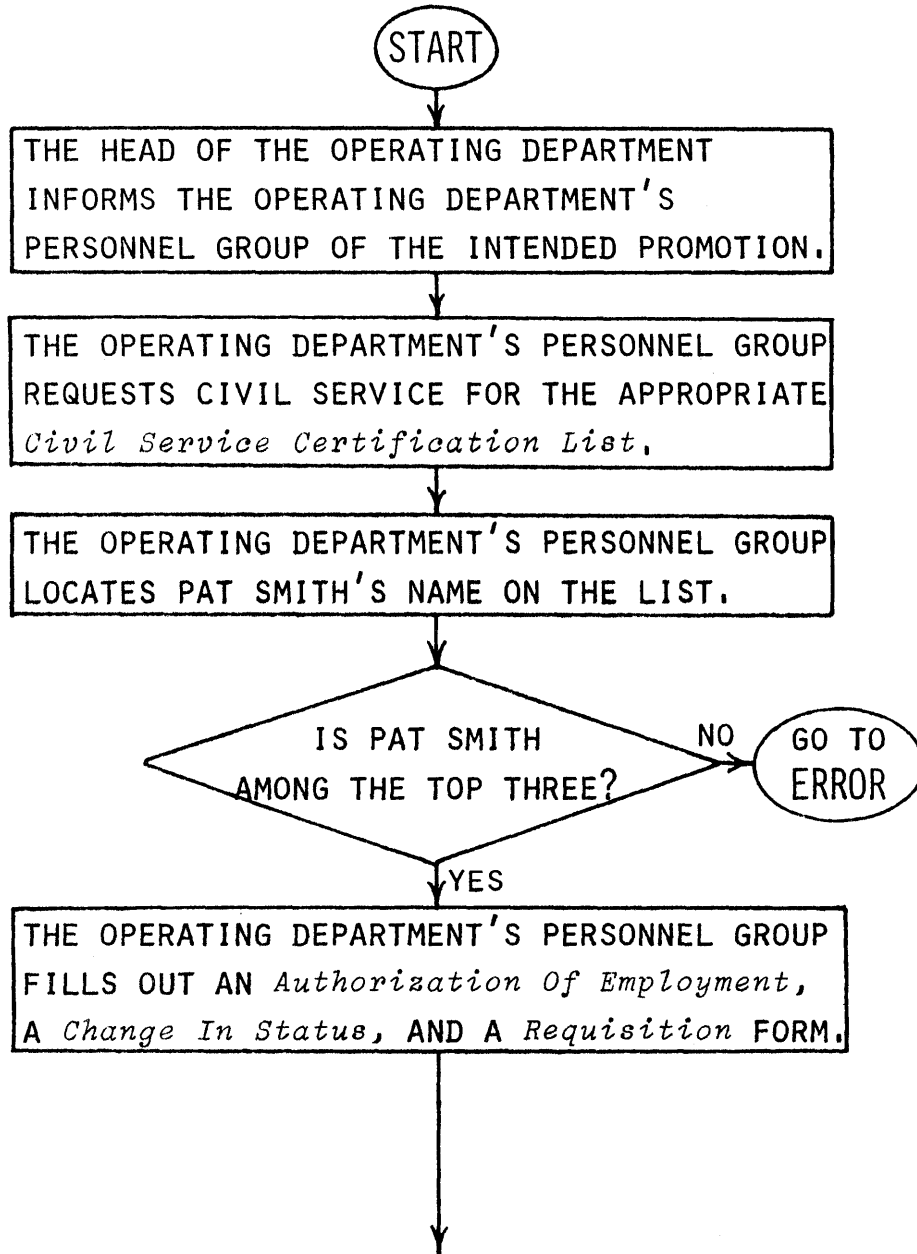 START
THE HEAD OF THE OPERATING DEPARTMENT
INFORMS THE OPERATING DEPARTMENT'S
PERSONNEL GROUP OF THE INTENDED PROMOTION.
THE OPERATING DEPARTMENT'S PERSONNEL GROUP
REQUESTS CIVIL SERVICE FOR THE APPROPRIATE
Civil Service Certification List.
THE OPERATING DEPARTMENT'S PERSONNEL GROUP
LOCATES PAT SMITH'S NAME ON THE LIST.
IS PAT SMITH
AMONG THE TOP THREE?
NO
GO TO
ERROR
YES
THE OPERATING DEPARTMENT'S PERSONNEL GROUP
FILLS OUT AN Authorization Of Employment,
A Change In Status, AND A Requisition FORM.